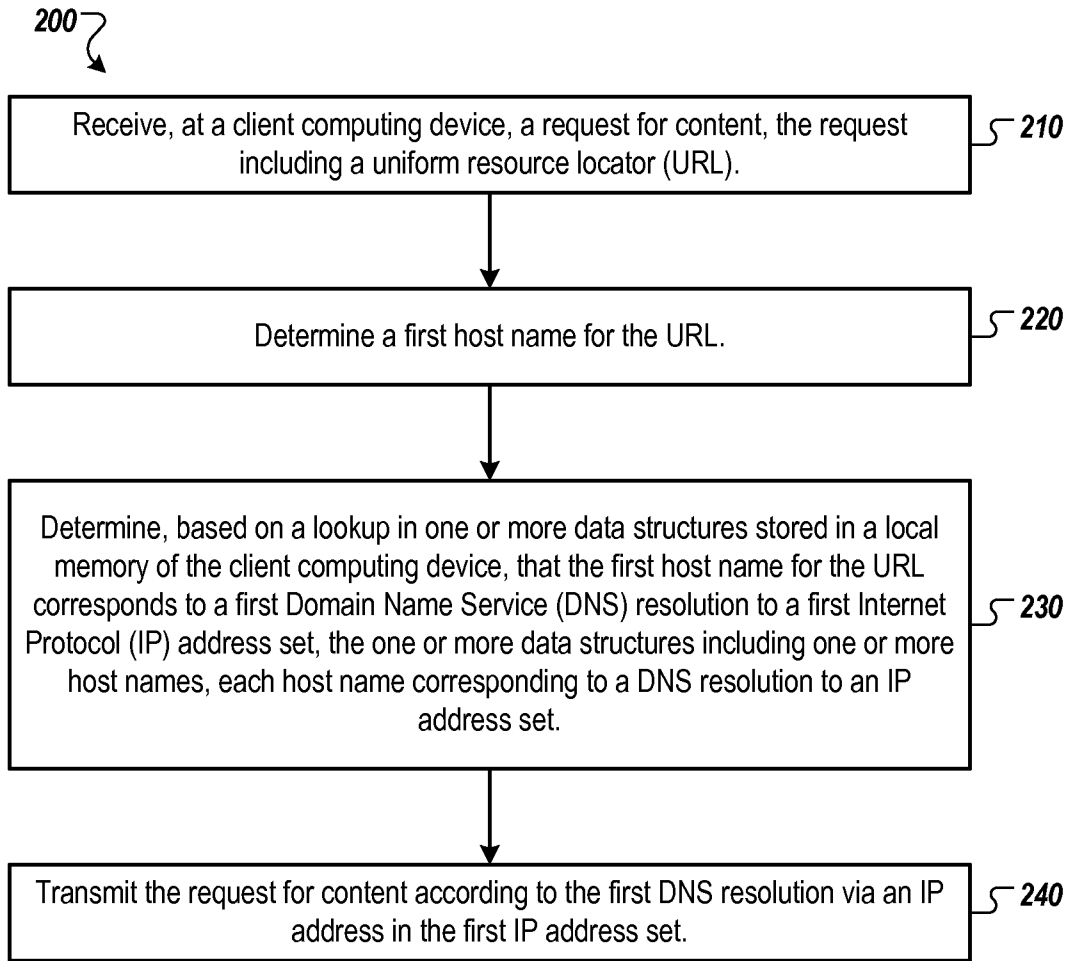 200
Receive, at a client computing device, a request for content, the request
including a uniform resource locator (URL).
210
Determine a first host name for the URL.
220
Determine, based on a lookup in one or more data structures stored in a local
memory of the client computing device, that the first host name for the URL
corresponds to a first Domain Name Service (DNS) resolution to a first Internet
Protocol (IP) address set, the one or more data structures including one or more
host names, each host name corresponding to a DNS resolution to an IP
address set.
230
Transmit the request for content according to the first DNS resolution via an IP
address in the first IP address set.
240